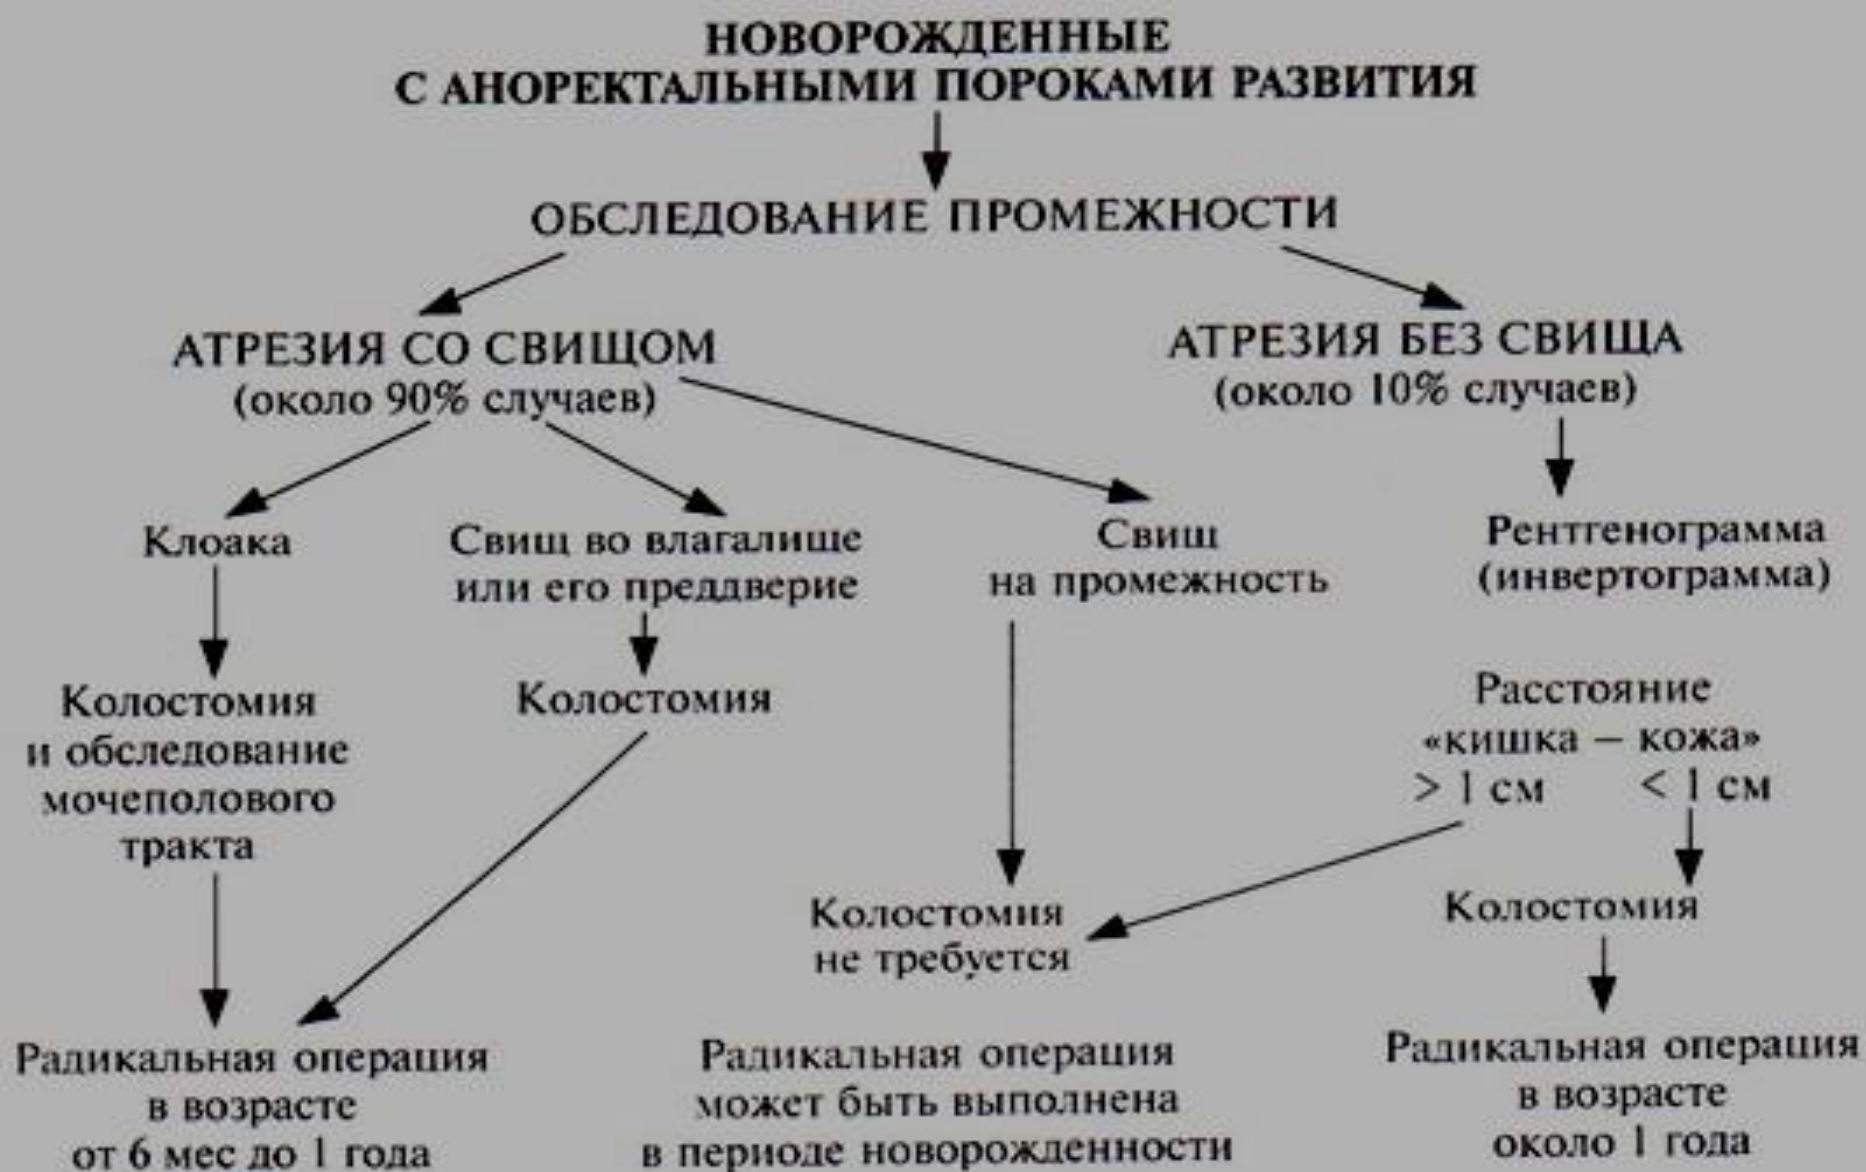 НОВОРОЖДЕННЫЕ
С АНОРЕКТАЛЬНЫМИ ПОРОКАМИ РАЗВИТИЯ
ОБСЛЕДОВАНИЕ ПРОМЕЖНОСТИ
АТРЕЗИЯ СО СВИЩОМ
(около 90% случаев)
АТРЕЗИЯ БЕЗ СВИЩА
(около 10% случаев)
Клоака
Свищ во влагалище
или его преддверие
Свищ
на промежность
Рентгенограмма
(инвертограмма)
Колостомия
и обследование
мочеполового
тракта
Колостомия
Расстояние
«кишка – кожа»
> 1 см < 1 см
Колостомия
не требуется
Колостомия
Радикальная операция
в возрасте
от 6 мес до 1 года
Радикальная операция
может быть выполнена
в периоде новорожденности
Радикальная операция
в возрасте
около 1 года